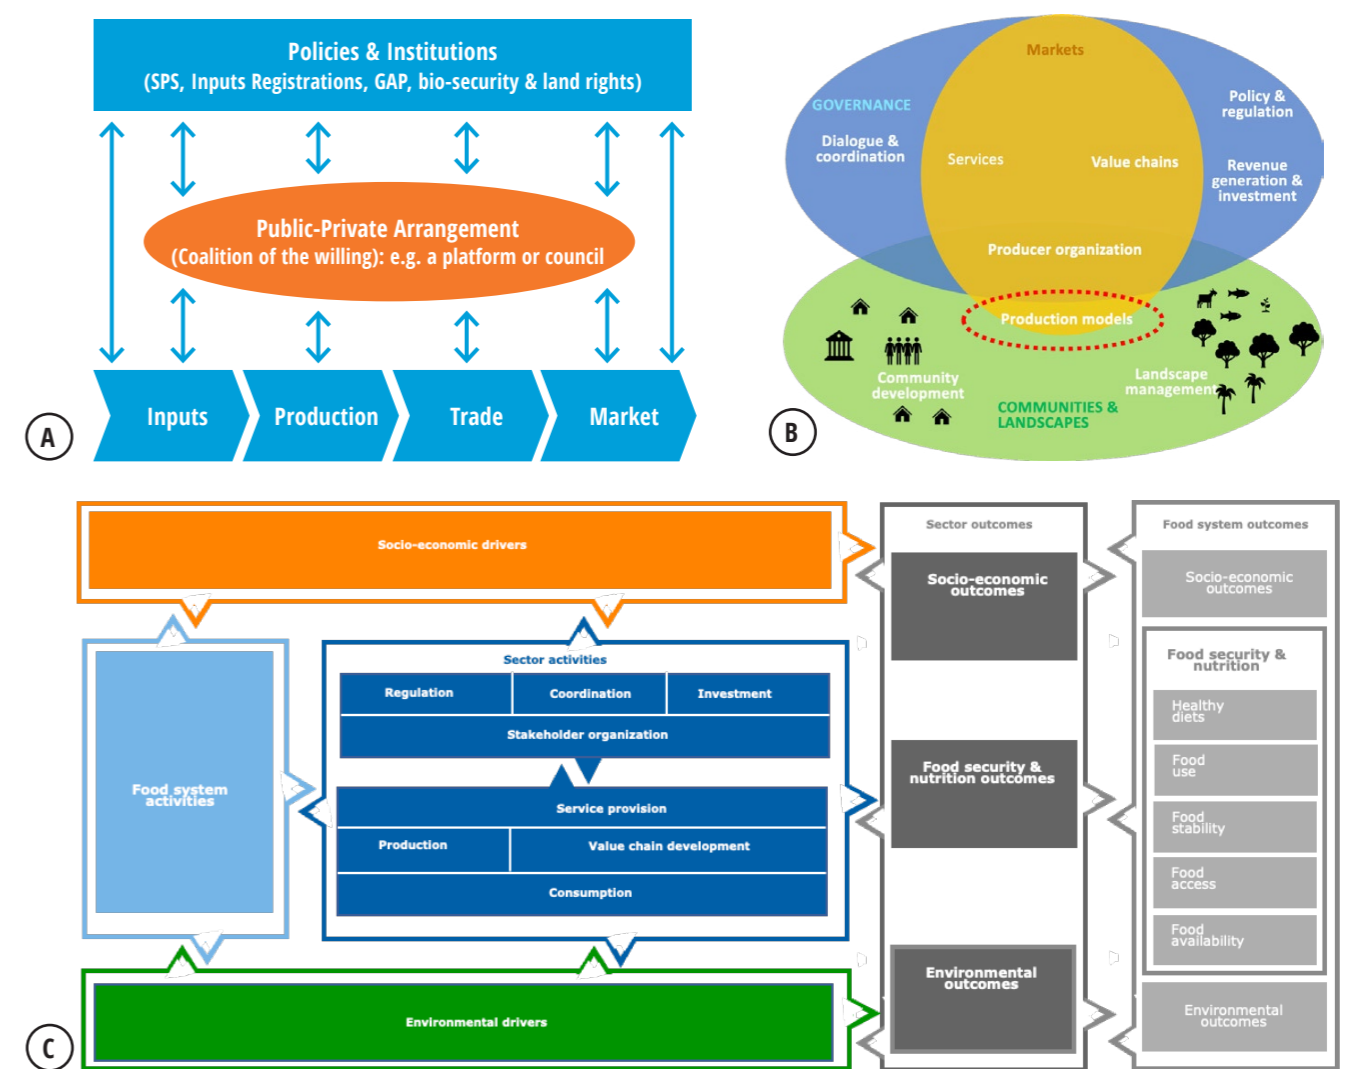 Policies & Institutions
(SPS, Inputs Registrations, GAP, bio-security & land rights)
Public-Private Arrangement
(Coalition of the willing): e.g. a platform or council
Inputs
Production
Trade
Market
A
Markets
GOVERNANCE
Dialogue &
coordination
Services
Value chains
Policy &
regulation
Revenue
generation &
investment
Producer organization
Production models
Community
development
Landscape
management
COMMUNITIES &
LANDSCAPES
B
Socio-economic drivers
Food system
activities
Sector activities
Regulation
Coordination
Investment
Stakeholder organization
Service provision
Production
Value chain development
Consumption
Environmental drivers
Sector outcomes
Socio-economic
outcomes
Food security &
nutrition outcomes
Environmental
outcomes
Food system outcomes
Socio-economic
outcomes
Food security &
nutrition
Healthy
diets
Food
use
Food
stability
Food
access
Food
availability
Environmental
outcomes
C